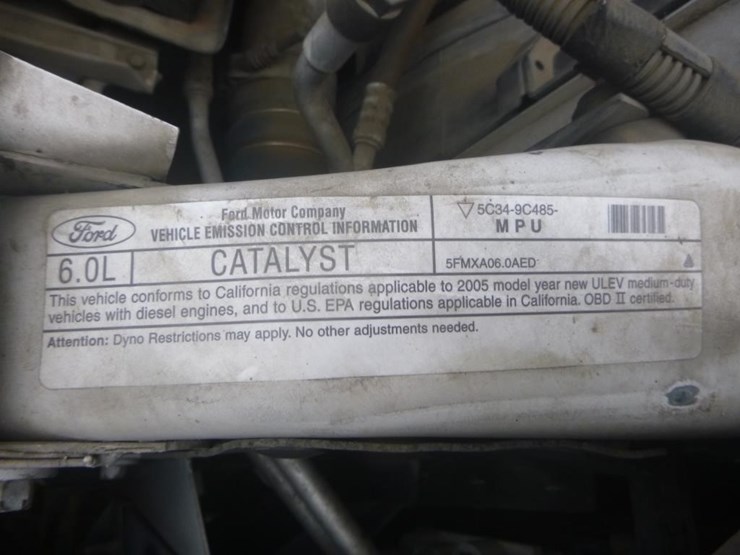 Ford
Ford Motor Company
VEHICLE EMISSION CONTROL INFORMATION
5C34-9C485-
MPU
6.0L
CATALYST
5FMXA06.0AED
This vehicle conforms to California regulations applicable to 2005 model year new ULEV medium-duty
vehicles with diesel engines, and to U.S. EPA regulations applicable in California. OBD II certified.
Attention: Dyno Restrictions may apply. No other adjustments needed.